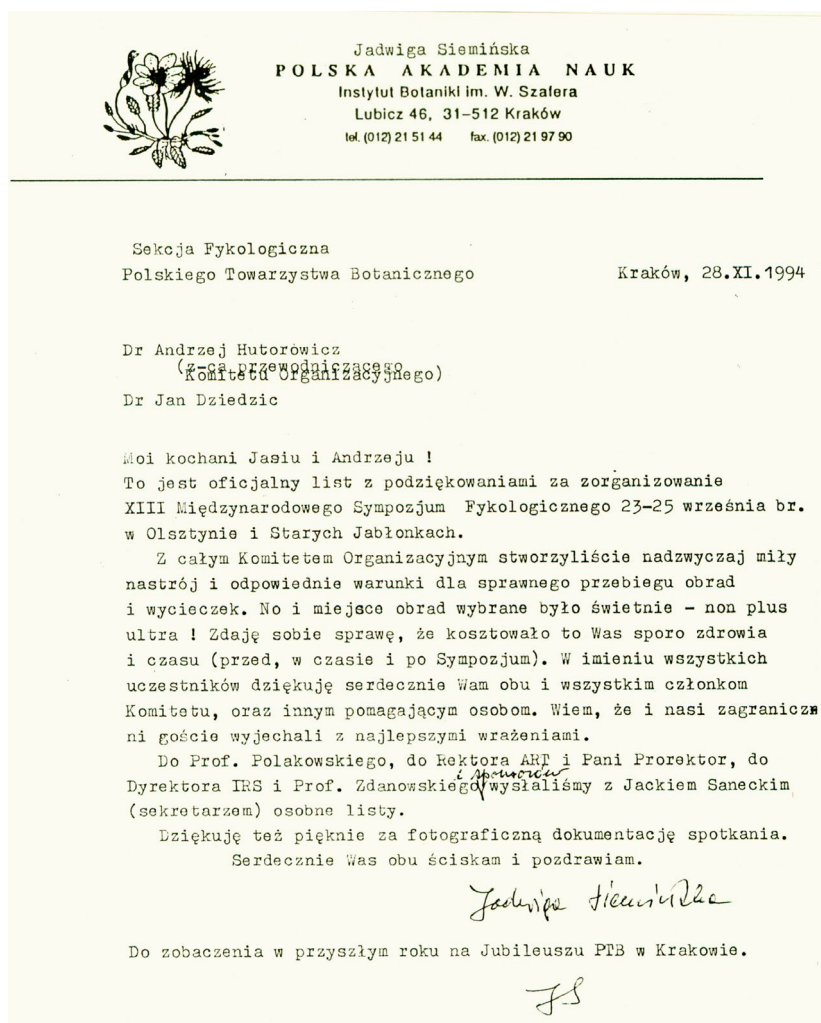 Jadwiga Siemińska
POLSKA AKADEMIA NAUK
Instytut Botaniki im. W. Szafera
Lubicz 46, 31-512 Kraków
tel. (012) 21 51 44 fax. (012) 21 97 90
Sekcja Fykologiczna
Polskiego Towarzystwa Botanicznego
Kraków, 28.XI.1994
Dr Andrzej Hutorowicz
(z-ca przewodniczącego
Komitetu Organizacyjnego)
Dr Jan Dziedzic
Moi kochani Jasiu i Andrzeju !
To jest oficjalny list z podziękowaniami za zorganizowanie
XIII Międzynarodowego Sympozjum Fykologicznego 23-25 września br.
w Olsztynie i Starych Jabłonkach.
Z całym Komitetem Organizacyjnym stworzyliście nadzwyczaj miły
nastrój i odpowiednie warunki dla sprawnego przebiegu obrad
i wycieczek. No i miejsce obrad wybrane było świetnie - non plus
ultra ! Zdaję sobie sprawę, że kosztowało to Was sporo zdrowia
i czasu (przed, w czasie i po Sympozjum). W imieniu wszystkich
uczestników dziękuję serdecznie Wam obu i wszystkim członkom
Komitetu, oraz innym pomagającym osobom. Wiem, że i nasi zagranicz
ni goście wyjechali z najlepszymi wrażeniami.
Do Prof. Polakowskiego, do Rektora ART i Pani Prorektor, do
i sponsorów
Dyrektora IRS i Prof. Zdanowskiego wysłaliśmy z Jackiem Saneckim
(sekretarzem) osobne listy.
Dziękuję też pięknie za fotograficzną dokumentację spotkania.
Serdecznie Was obu ściskam i pozdrawiam.
Jadwiga Siemińska
Do zobaczenia w przyszłym roku na Jubileuszu PTB w Krakowie.
JS